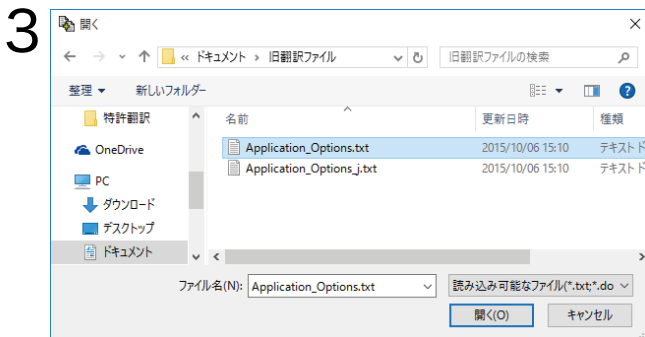 3
開く
« ドキュメント > 旧翻訳ファイル
旧翻訳ファイルの検索
整理
新しいフォルダー
特許翻訳
OneDrive
PC
ダウンロード
デスクトップ
ドキュメント
名前 更新日時 種類
Application_Options.txt 2015/10/06 15:10 テキスト ド
Application_Options_j.txt 2015/10/06 15:10 テキスト ド
ファイル名(N): Application_Options.txt
読み込み可能なファイル(*.txt;*.do
開く(O) キャンセル